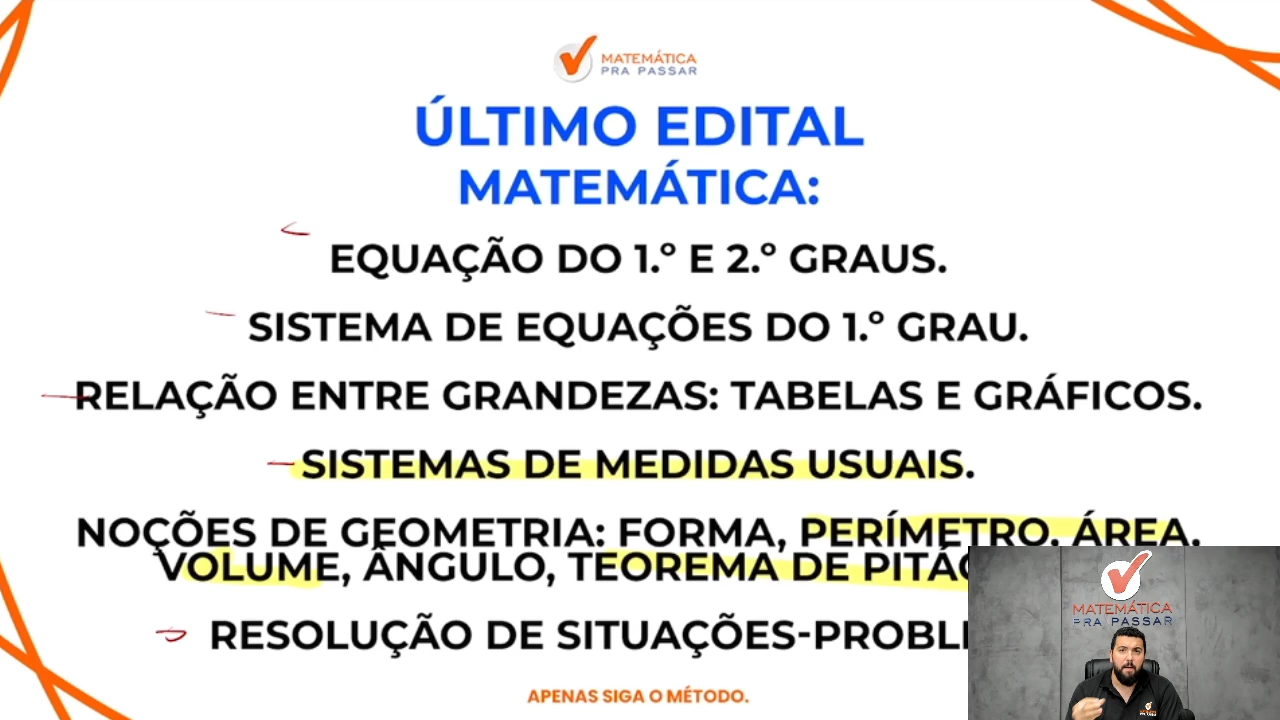 MATEMÁTICA
PRA PASSAR
ÚLTIMO EDITAL
MATEMÁTICA:
EQUAÇÃO DO 1.º E 2.º GRAUS.
SISTEMA DE EQUAÇÕES DO 1.º GRAU.
RELAÇÃO ENTRE GRANDEZAS: TABELAS E GRÁFICOS.
SISTEMAS DE MEDIDAS USUAIS.
NOÇÕES DE GEOMETRIA: FORMA, PERÍMETRO, ÁREA,
VOLUME, ÂNGULO, TEOREMA DE
RESOLUÇÃO DE
APENAS SIGA O MÉTODO.
MATEMÁTICA
PRA PASSAR